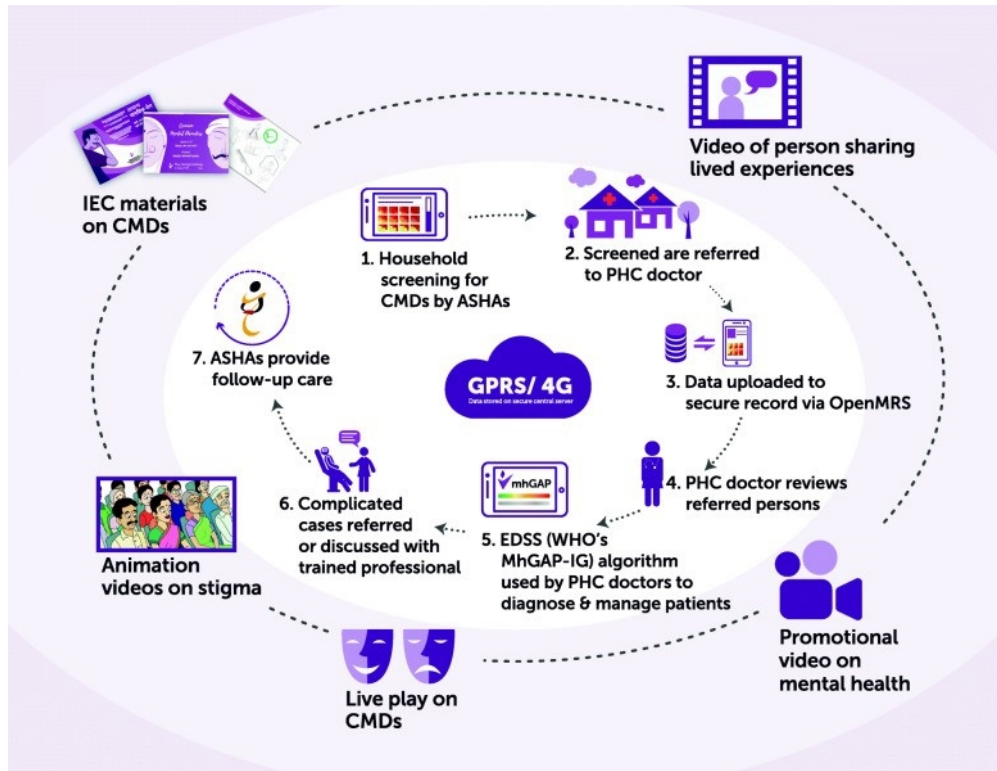 IEC materials
on CMDs
Video of person sharing
lived experiences
1. Household
screening for
CMDs by ASHAs
2. Screened are referred
to PHC doctor
3. Data uploaded to
secure record via OpenMRS
GPRS/ 4G
Data stored on secure central server
4. PHC doctor reviews
referred persons
mhGAP
5. EDSS (WHO's
MhGAP-IG) algorithm
used by PHC doctors to
diagnose & manage patients
6. Complicated
cases referred
or discussed with
trained professional
7. ASHAs provide
follow-up care
Animation
videos on stigma
Live play on
CMDs
Promotional
video on
mental health